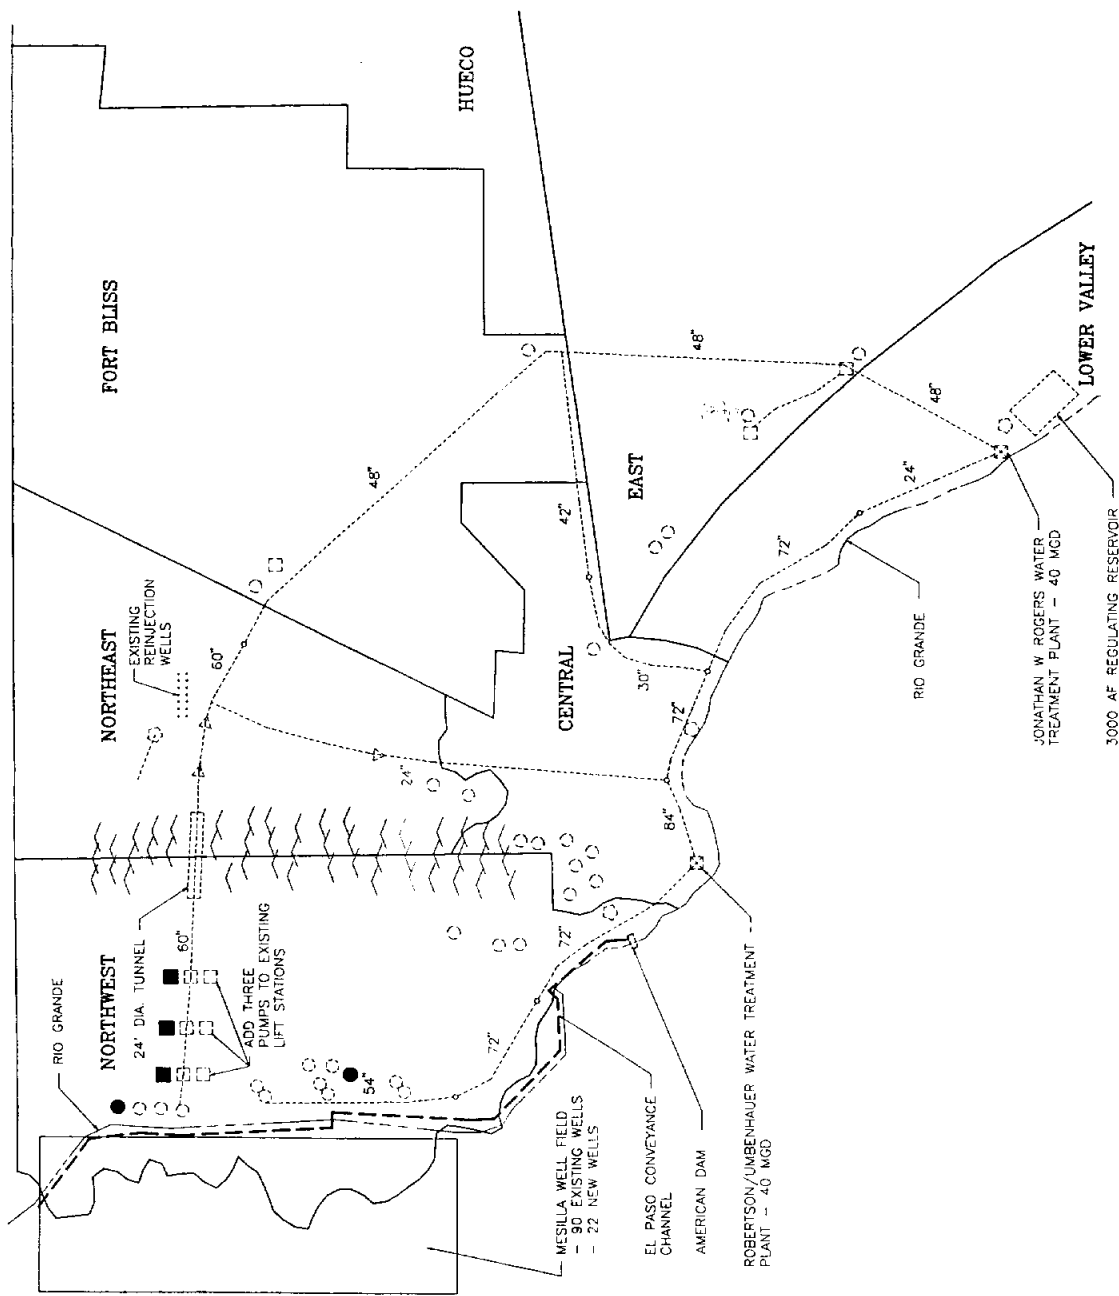 RIO GRANDE
NORTHWEST
24' DIA. TUNNEL
60"
ADD THREE
PUMPS TO EXISTING
LIFT STATIONS
54"
72"
72"
NORTHEAST
EXISTING
REINJECTION
WELLS
60"
24"
48"
FORT BLISS
HUECO
CENTRAL
84"
72"
30"
42"
EAST
48"
48"
72"
24"
LOWER VALLEY
MESILLA WELL FIELD
- 90 EXISTING WELLS
- 22 NEW WELLS
EL PASO CONVEYANCE
CHANNEL
AMERICAN DAM
ROBERTSON/UMBENHAUER WATER TREATMENT
PLANT - 40 MGD
RIO GRANDE
JONATHAN W ROGERS WATER
TREATMENT PLANT - 40 MGD
3000 AF REGULATING RESERVOIR